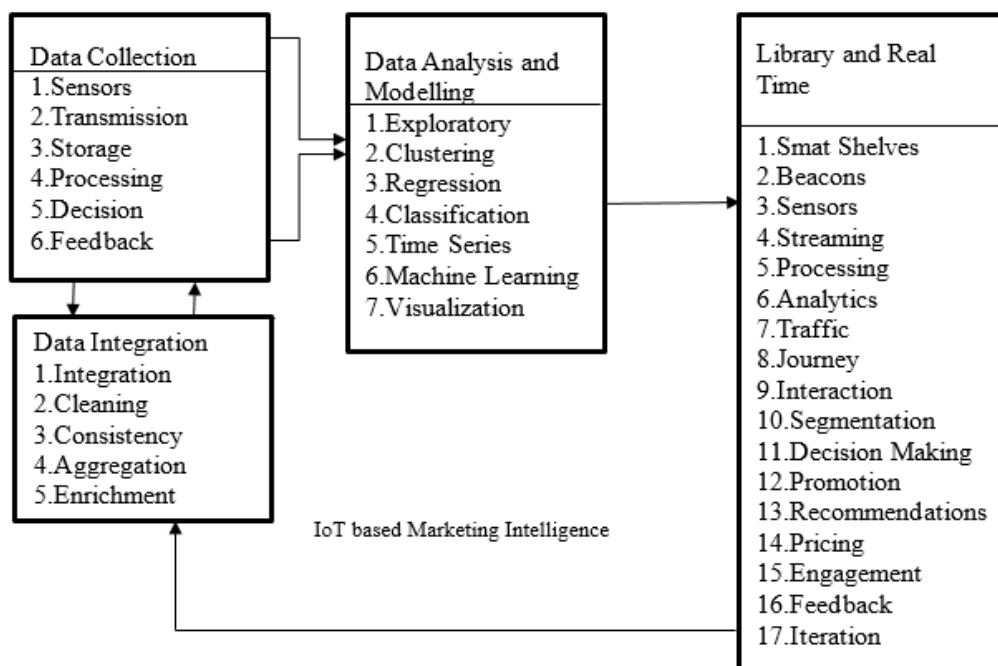 Data Collection
1.Sensors
2.Transmission
3.Storage
4.Processing
5.Decision
6.Feedback
Data Integration
1.Integration
2.Cleaning
3.Consistency
4.Aggregation
5.Enrichment
Data Analysis and
Modelling
1.Exploratory
2.Clustering
3.Regression
4.Classification
5.Time Series
6.Machine Learning
7.Visualization
Library and Real
Time
1.Smat Shelves
2.Beacons
3.Sensors
4.Streaming
5.Processing
6.Analytics
7.Traffic
8.Journey
9.Interaction
10.Segmentation
11.Decision Making
12.Promotion
13.Recommendations
14.Pricing
15.Engagement
16.Feedback
17.Iteration
IoT based Marketing Intelligence